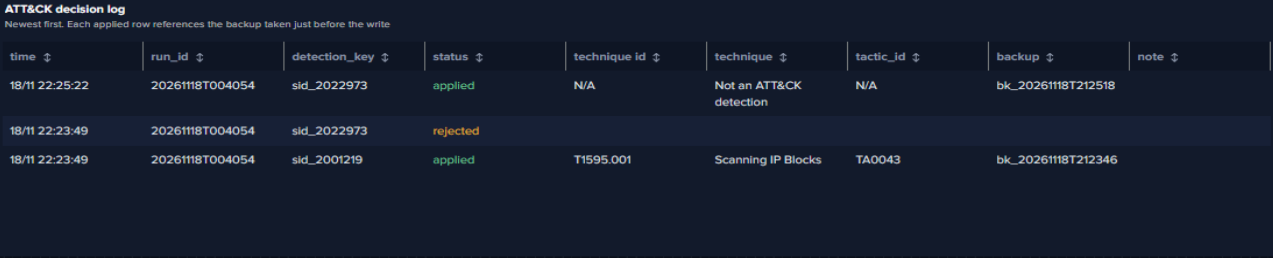 ATT&CK decision log
Newest first. Each applied row references the backup taken just before the write
time run_id detection_key status technique id technique tactic_id backup note
18/11 22:25:22 20261118T004054 sid_2022973 applied N/A Not an ATT&CK N/A bk_20261118T212518
detection
18/11 22:23:49 20261118T004054 sid_2022973 rejected
18/11 22:23:49 20261118T004054 sid_2001219 applied T1595.001 Scanning IP Blocks TA0043 bk_20261118T212346